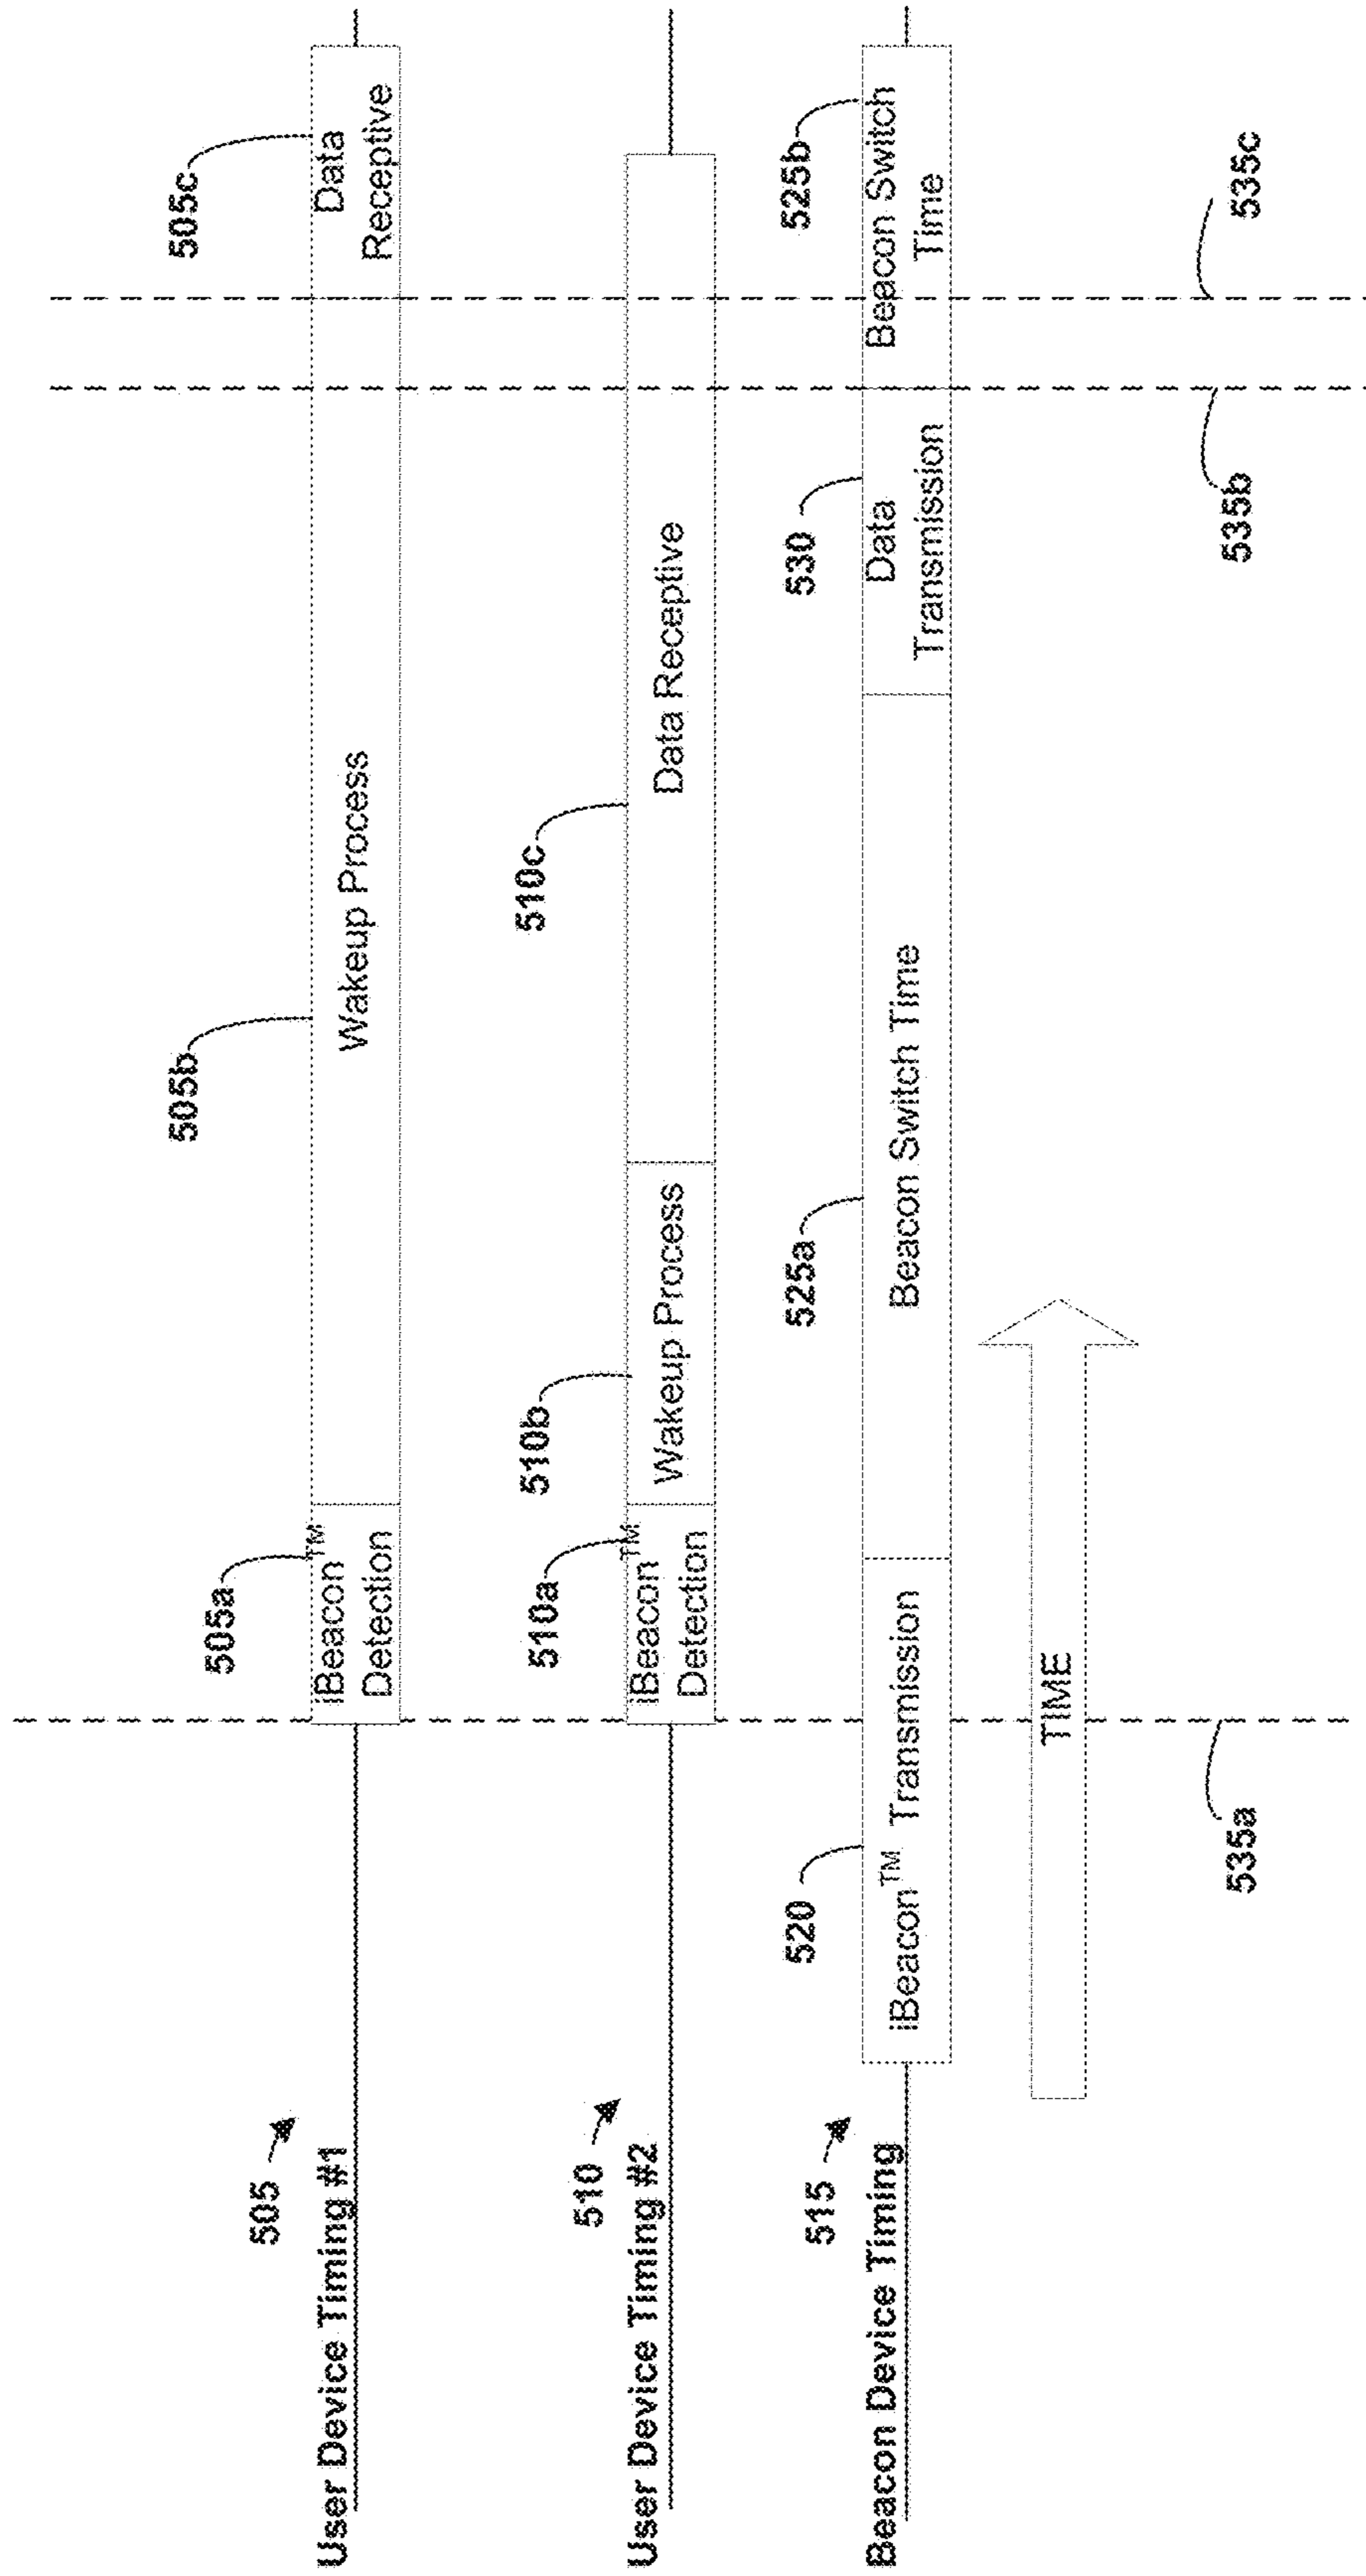 505
User Device Timing #1
505a
iBeacon™
Detection
505b
Wakeup Process
505c
Data
Receptive
510
User Device Timing #2
510a
iBeacon™
Detection
510b
Wakeup Process
510c
Data Receptive
515
Beacon Device Timing
520
iBeacon™ Transmission
525a
Beacon Switch Time
530
Data
Transmission
525b
Beacon Switch
Time
TIME
535a
535b
535c